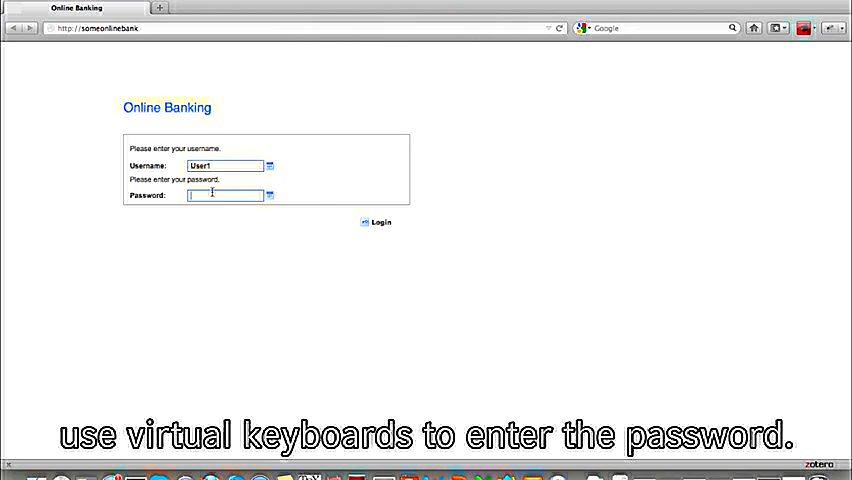 Online Banking
http://someonlinebank
Google
Online Banking
Please enter your username.
Username: User1
Please enter your password.
Password:
Login
use virtual keyboards to enter the password.
zotero